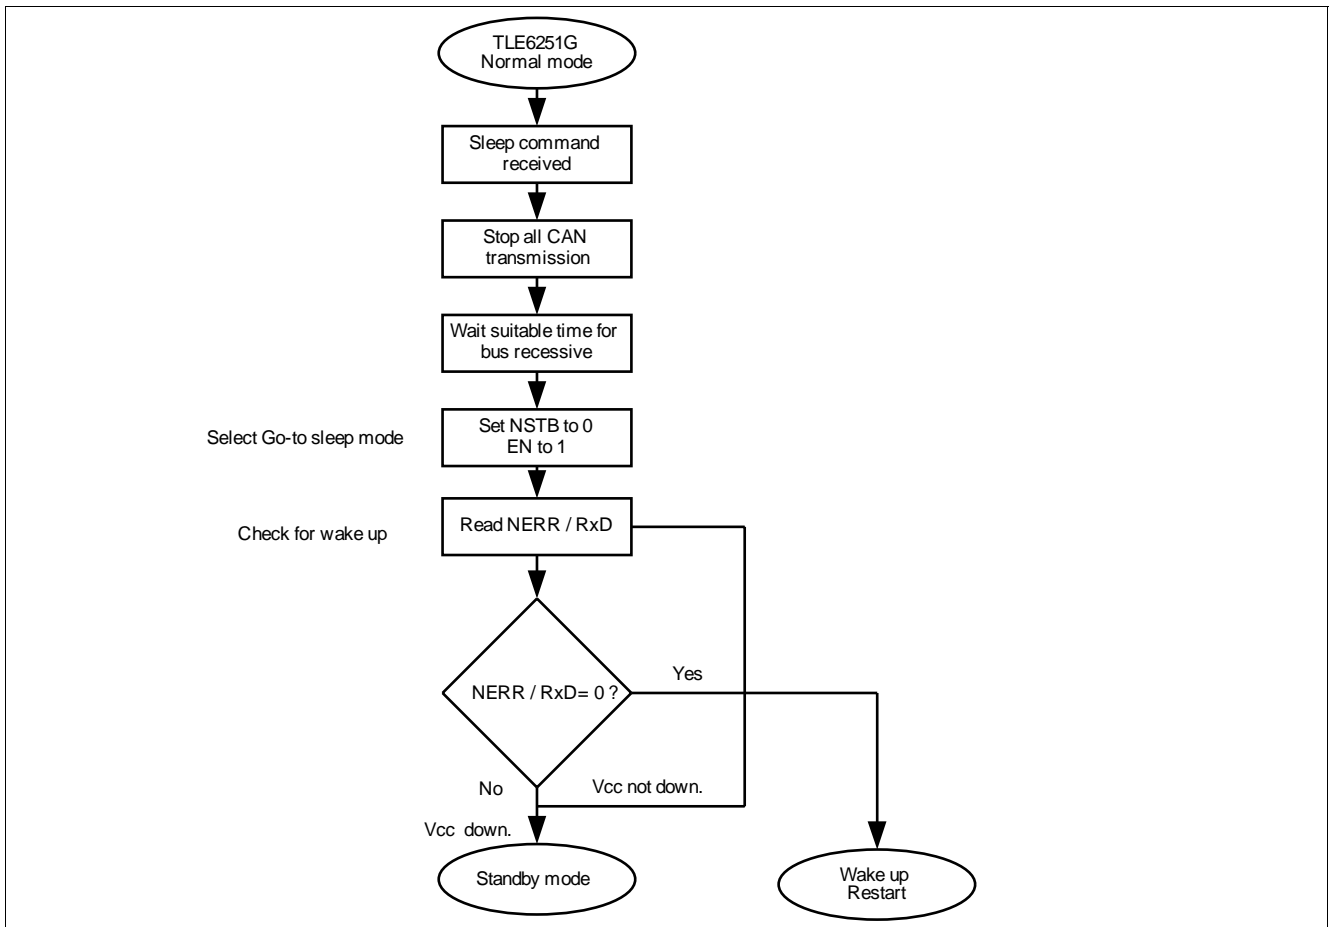 TLE6251G
Normal mode
Sleep command
received
Stop all CAN
transmission
Wait suitable time for
bus recessive
Select Go-to sleep mode
Set NSTB to 0
EN to 1
Check for wake up
Read NERR / RxD
Yes
NERR / RxD= 0 ?
No
Vcc not down.
Vcc down.
Standby mode
Wake up
Restart